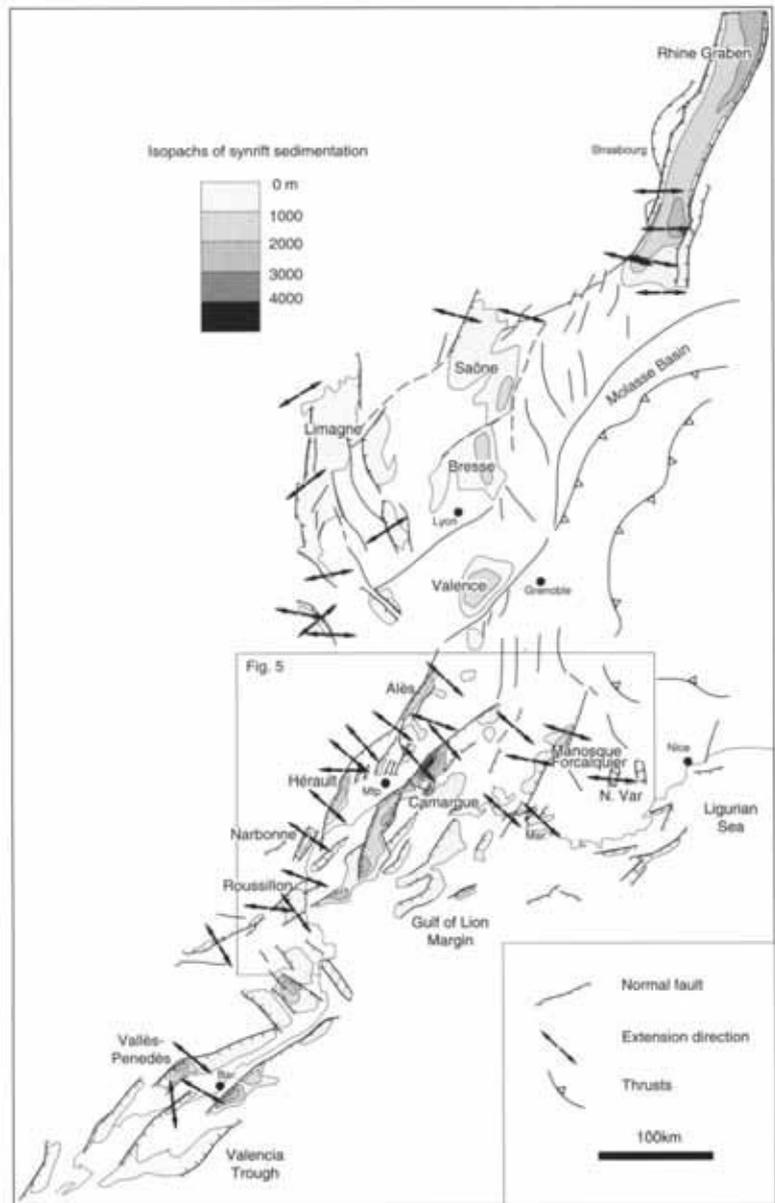 Rhine Graben
Strasbourg
Isopachs of synrift sedimentation
0 m
1000
2000
3000
4000
Saône
Molasse Basin
Limagne
Bresse
Lyon
Valence
Grenoble
Fig. 5
Alès
Manosque
Forcalquier
Nice
Hérault
Mtp
Camargue
N. Var
Narbonne
Mar
Ligurian
Sea
Roussillon
Gulf of Lion
Margin
Normal fault
Vallès-
Penedès
Extension direction
Bar
Thrusts
100km
Valencia
Trough